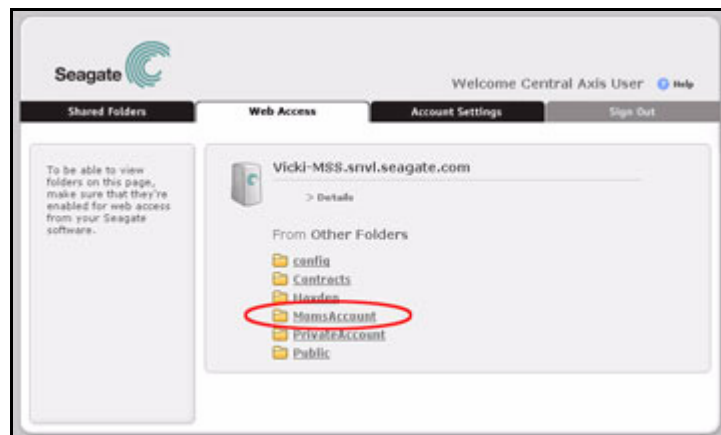 Seagate
Welcome Central Axis User Help
Shared Folders Web Access Account Settings Sign Out
To be able to view
folders on this page,
make sure that they're
enabled for web access
from your Seagate
software.
Vicki-MSS.snvl.seagate.com
> Details
From Other Folders
config
Contracts
Hayden
MomsAccount
PrivateAccount
Public